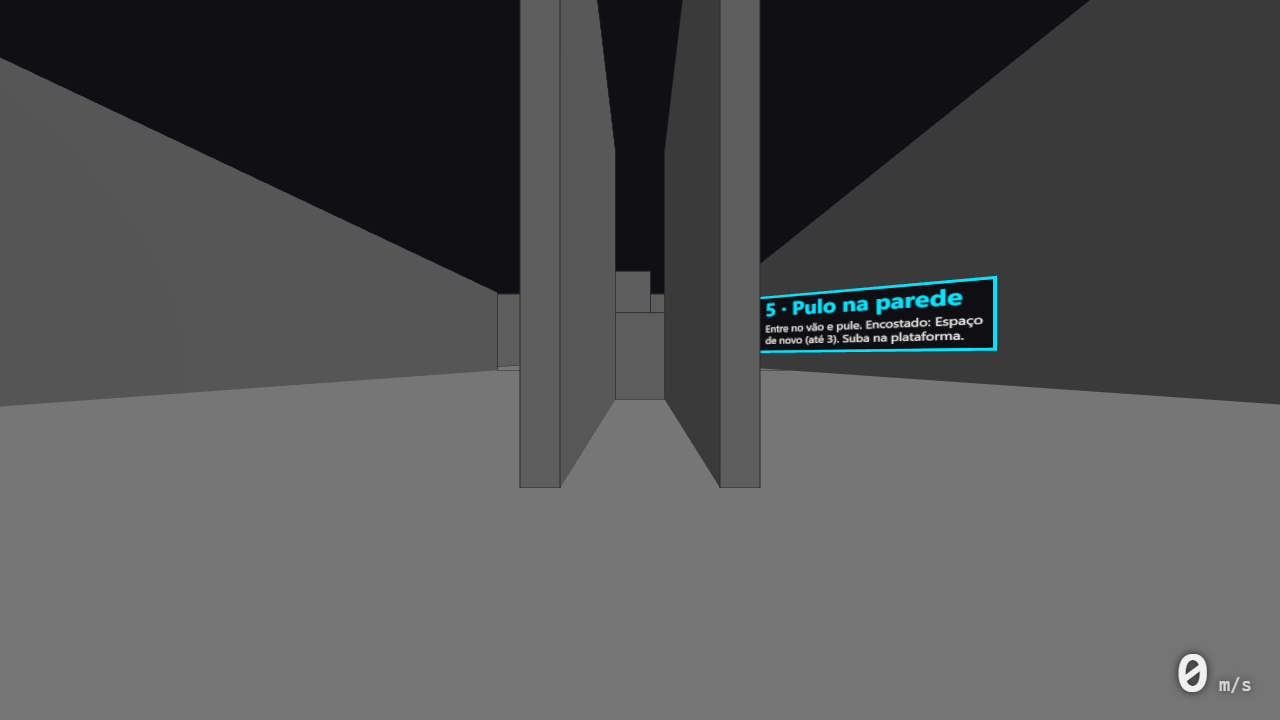 5 · Pulo na parede
Entre no vão e pule. Encostado: Espaço
de novo (até 3). Suba na plataforma.
0 m/s